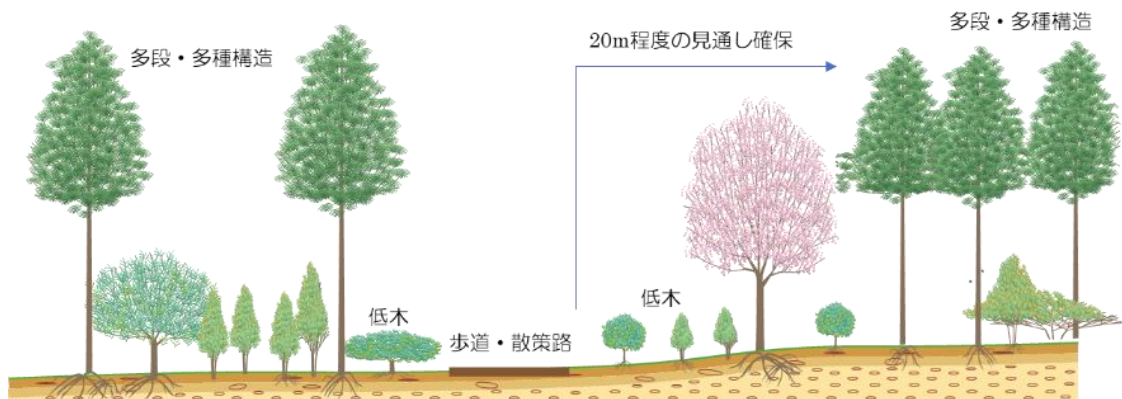 多段・多種構造
20m程度の見通し確保
多段・多種構造
低木
歩道・散策路
低木